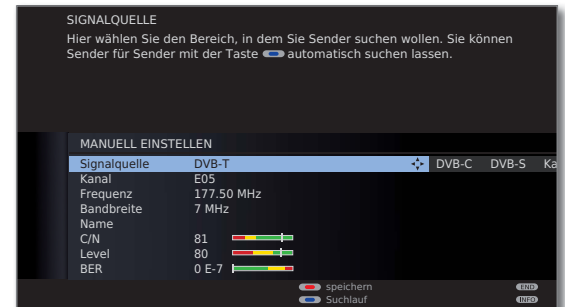 SIGNALQUELLE
Hier wählen Sie den Bereich, in dem Sie Sender suchen wollen. Sie können
Sender für Sender mit der Taste automatisch suchen lassen.
MANUELL EINSTELLEN
Signalquelle DVB-T DVB-C DVB-S Ka
Kanal E05
Frequenz 177.50 MHz
Bandbreite 7 MHz
Name
C/N 81
Level 80
BER 0 E-7
speichern END
Suchlauf INFO